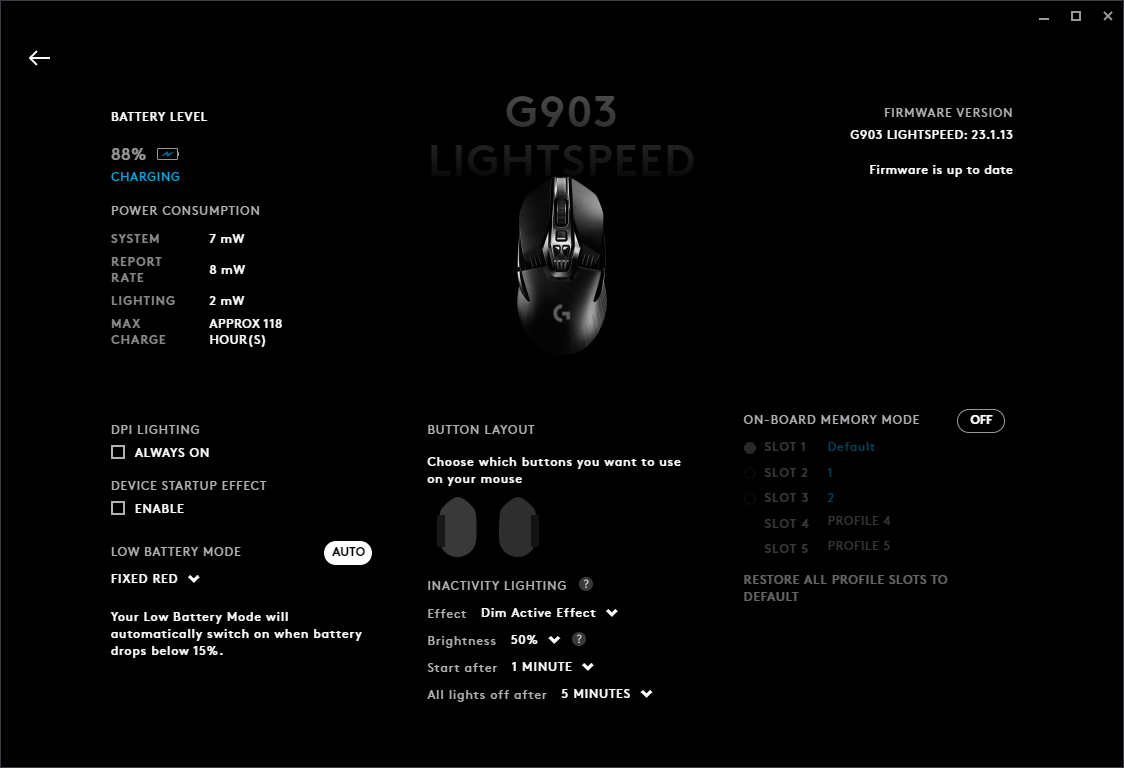 G903
LIGHTSPEED
BATTERY LEVEL
88%
CHARGING
POWER CONSUMPTION
SYSTEM 7 mW
REPORT
RATE 8 mW
LIGHTING 2 mW
MAX APPROX 118
CHARGE HOUR(S)
FIRMWARE VERSION
G903 LIGHTSPEED: 23.1.13
Firmware is up to date
DPI LIGHTING
ALWAYS ON
DEVICE STARTUP EFFECT
ENABLE
LOW BATTERY MODE AUTO
FIXED RED
Your Low Battery Mode will
automatically switch on when battery
drops below 15%.
BUTTON LAYOUT
Choose which buttons you want to use
on your mouse
INACTIVITY LIGHTING ?
Effect Dim Active Effect
Brightness 50% ?
Start after 1 MINUTE
All lights off after 5 MINUTES
ON-BOARD MEMORY MODE OFF
SLOT 1 Default
SLOT 2 1
SLOT 3 2
SLOT 4 PROFILE 4
SLOT 5 PROFILE 5
RESTORE ALL PROFILE SLOTS TO
DEFAULT